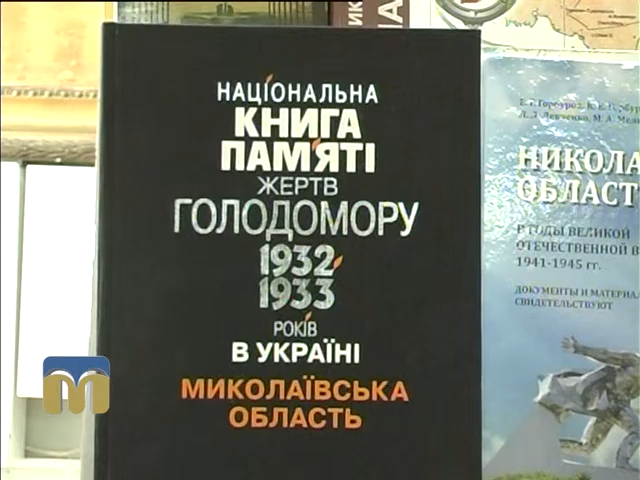 НАЦІОНАЛЬНА
КНИГА
ПАМ'ЯТІ
ЖЕРТВ
ГОЛОДОМОРУ
1932
1933
РОКІВ
В УКРАЇНІ
МИКОЛАЇВСЬКА
ОБЛАСТЬ
НИКОЛА
ОБЛАСТ
В ГОДЫ ВЕЛИКОЙ
ОТЕЧЕСТВЕННОЙ В
1941-1945 гг.
ДОКУМЕНТЫ И МАТЕРИАЛ
СВИДЕТЕЛЬСТВУЮТ
М